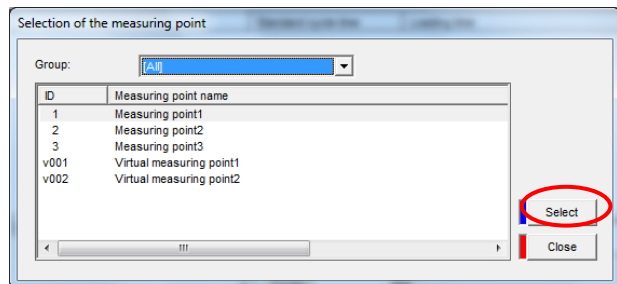 Selection of the measuring point
Group: [All]
ID Measuring point name
1 Measuring point1
2 Measuring point2
3 Measuring point3
v001 Virtual measuring point1
v002 Virtual measuring point2
Select
Close